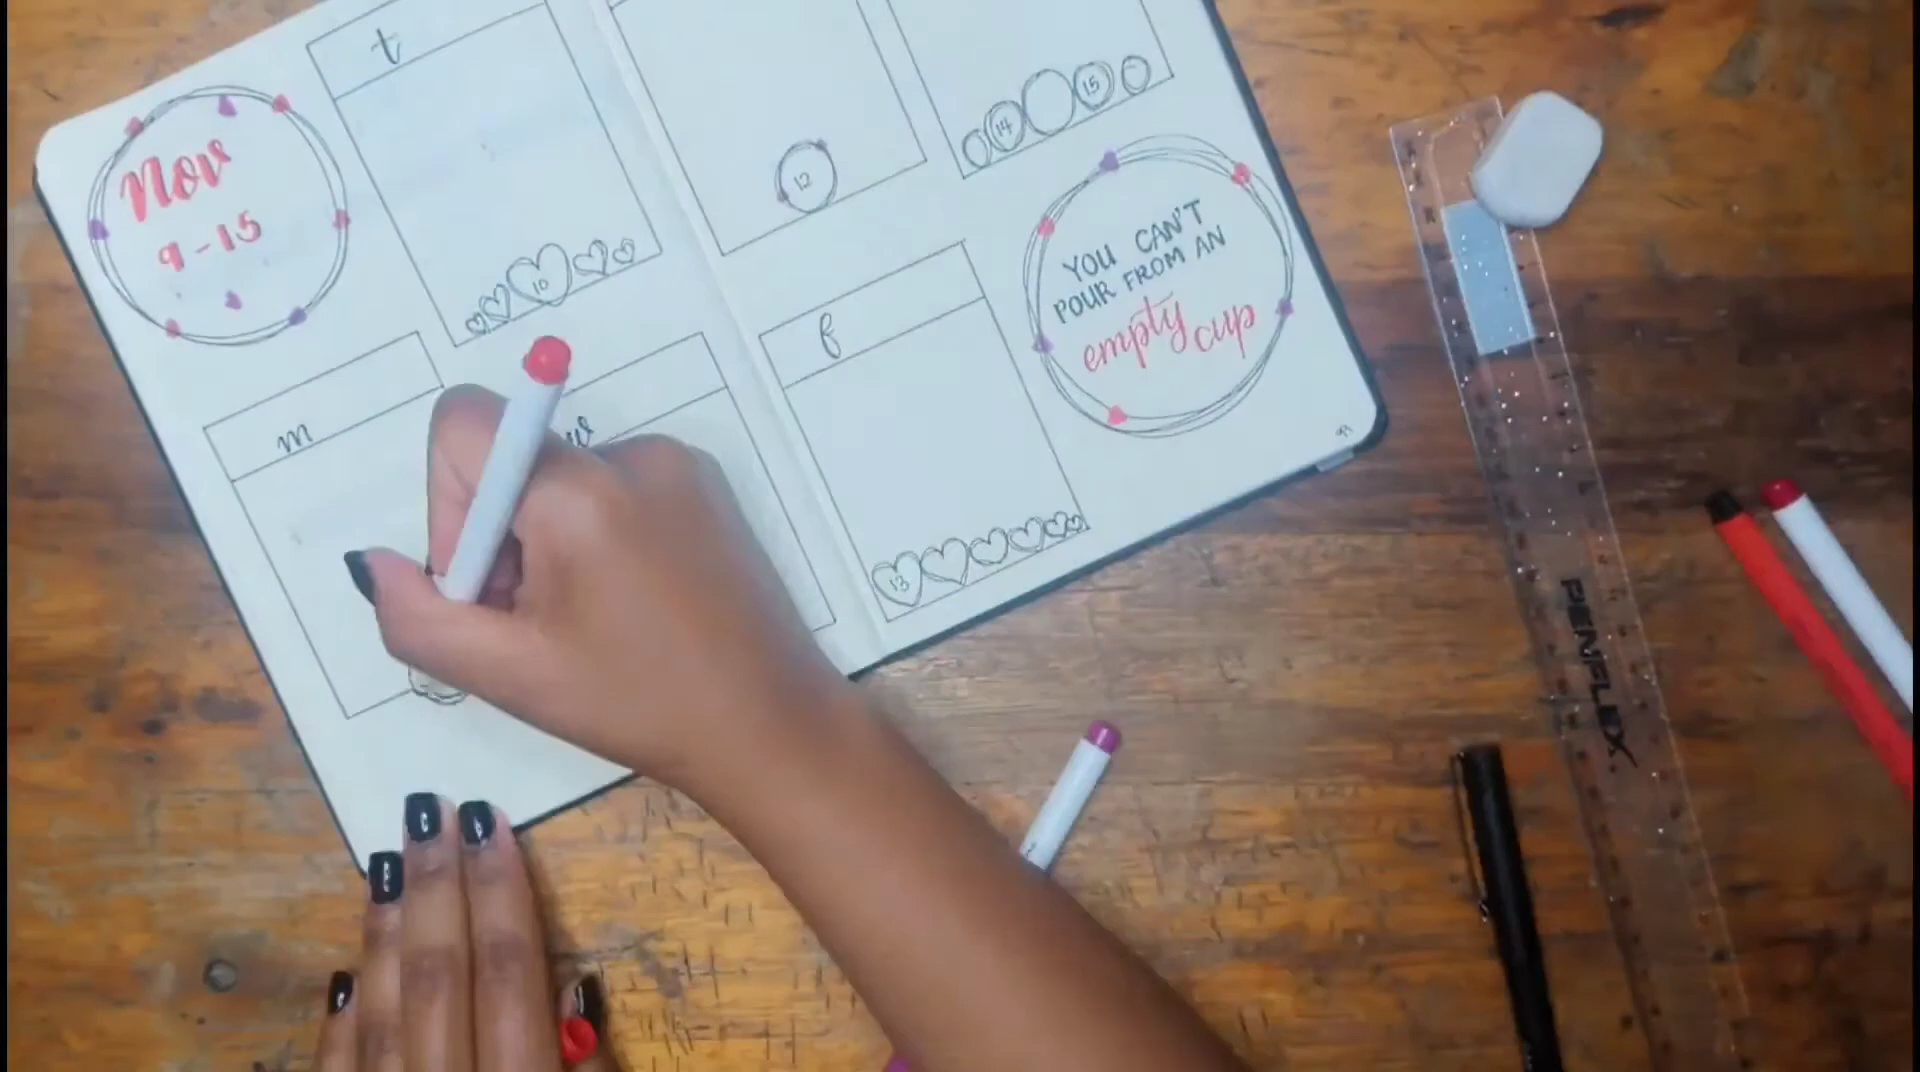 Nov
9-15
t
10
m
w
12
14
15
f
13
YOU CAN'T
POUR FROM AN
empty cup
PENFLEX